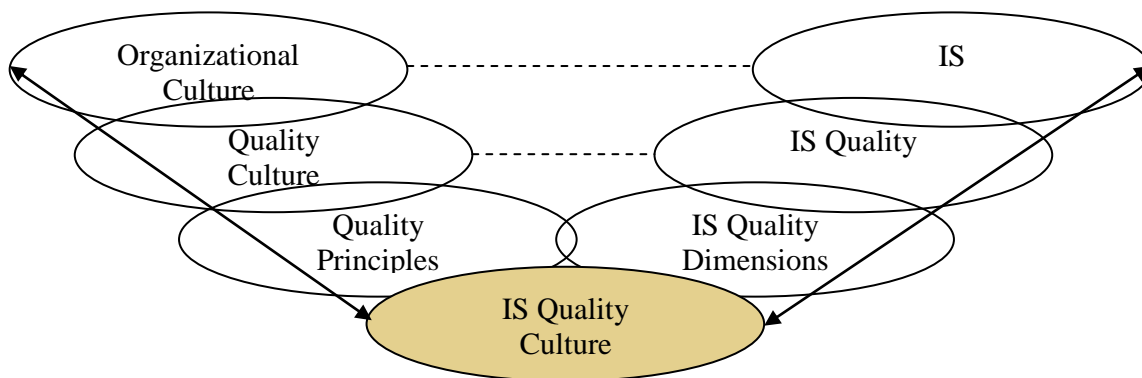 Organizational
Culture
IS
Quality
Culture
IS Quality
Quality
Principles
IS Quality
Dimensions
IS Quality
Culture